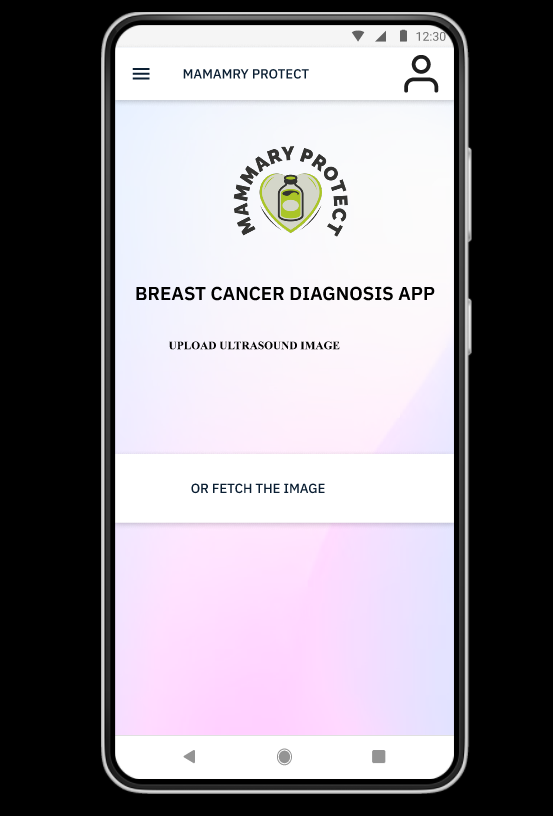 12:30
MAMAMRY PROTECT
MAMMARY PROTECT
BREAST CANCER DIAGNOSIS APP
UPLOAD ULTRASOUND IMAGE
OR FETCH THE IMAGE